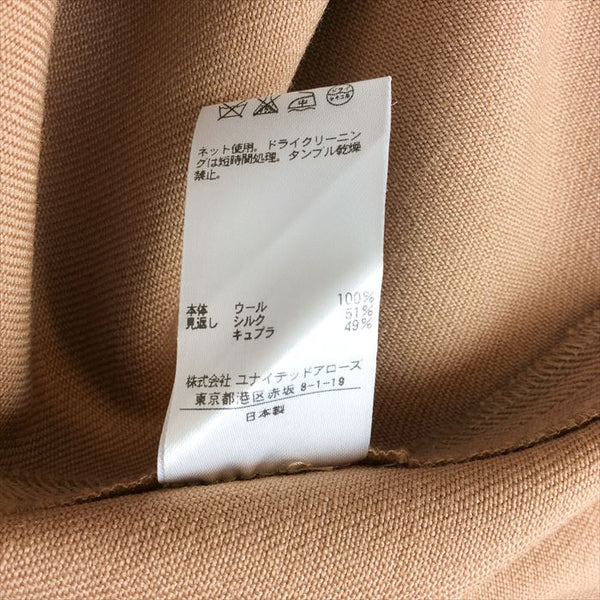 ネット使用。ドライクリーニン
グは短時間処理。タンブル乾燥
禁止。
本体 ウール 100%
見返し シルク 51%
キュプラ 49%
株式会社 ユナイテッドアローズ
東京都港区赤坂 8-1-19
日本製